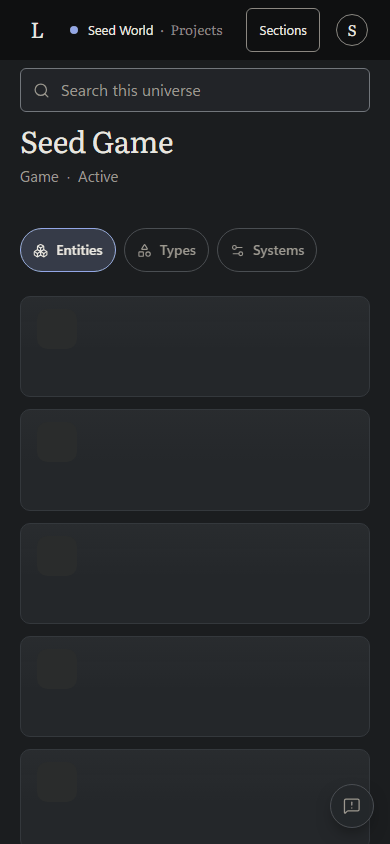 L Seed World · Projects Sections S
Search this universe
Seed Game
Game · Active
Entities Types Systems